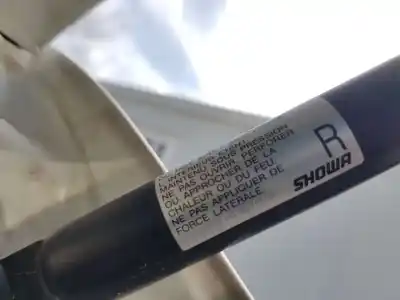 MAINTENU SOUS PRESSION
NE PAS OUVRIR, PERFORER
OU APPROCHER DE LA
CHALEUR OU DU FEU
NE PAS APPLIQUER DE
FORCE LATERALE.
R
SHOWA